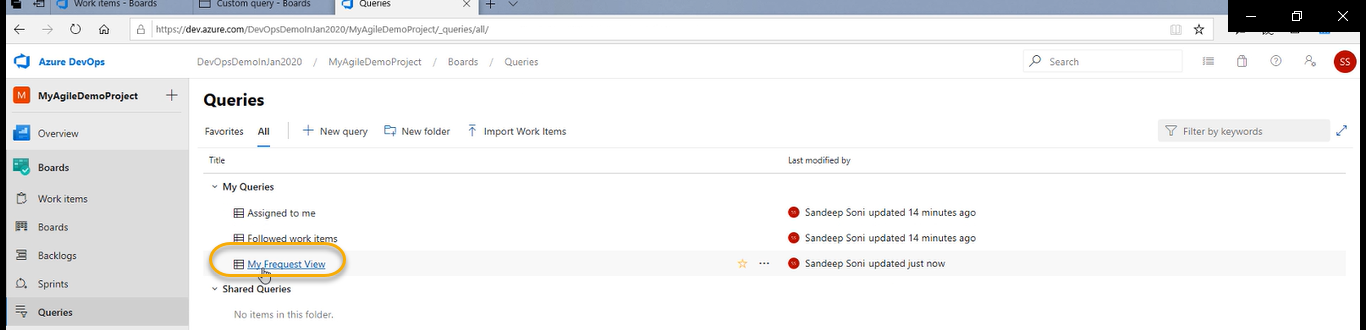 Work items - Boards
Custom query - Boards
Queries
https://dev.azure.com/DevOpsDemoInJan2020/MyAgileDemoProject/_queries/all/
Azure DevOps
DevOpsDemoInJan2020 / MyAgileDemoProject / Boards / Queries
Search
SS
M MyAgileDemoProject
Queries
Overview
Favorites All New query New folder Import Work Items Filter by keywords
Title Last modified by
Boards
My Queries
Work items
Assigned to me SS Sandeep Soni updated 14 minutes ago
Boards
Followed work items SS Sandeep Soni updated 14 minutes ago
Backlogs
My Frequest View SS Sandeep Soni updated just now
Sprints
Shared Queries
Queries
No items in this folder.